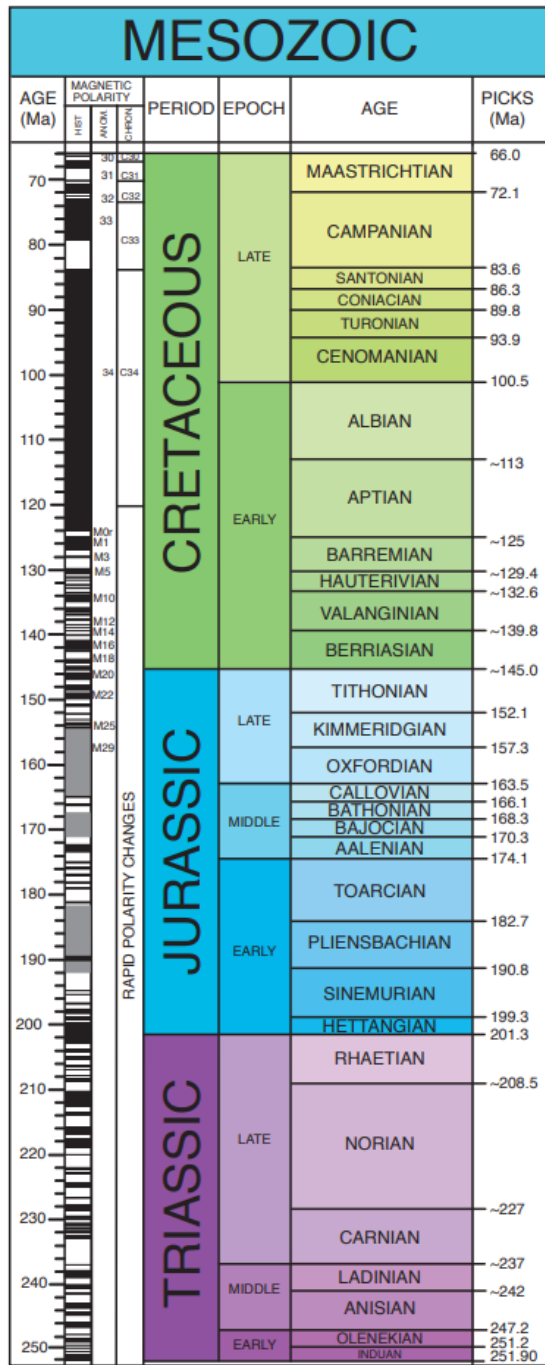 MESOZOIC
AGE
(Ma)
MAGNETIC
POLARITY
HIST
ANOM.
CHRON.
PERIOD
EPOCH
AGE
PICKS
(Ma)
70
80
90
100
110
120
130
140
150
160
170
180
190
200
210
220
230
240
250
30
31
32
33
34
M0r
M1
M3
M5
M10
M12
M14
M16
M18
M20
M22
M25
M29
C30
C31
C32
C33
C34
RAPID POLARITY CHANGES
CRETACEOUS
JURASSIC
TRIASSIC
LATE
EARLY
LATE
MIDDLE
EARLY
LATE
MIDDLE
EARLY
MAASTRICHTIAN
CAMPANIAN
SANTONIAN
CONIACIAN
TURONIAN
CENOMANIAN
ALBIAN
APTIAN
BARREMIAN
HAUTERIVIAN
VALANGINIAN
BERRIASIAN
TITHONIAN
KIMMERIDGIAN
OXFORDIAN
CALLOVIAN
BATHONIAN
BAJOCIAN
AALENIAN
TOARCIAN
PLIENSBACHIAN
SINEMURIAN
HETTANGIAN
RHAETIAN
NORIAN
CARNIAN
LADINIAN
ANISIAN
OLENEKIAN
INDUAN
66.0
72.1
83.6
86.3
89.8
93.9
100.5
~113
~125
~129.4
~132.6
~139.8
~145.0
152.1
157.3
163.5
166.1
168.3
170.3
174.1
182.7
190.8
199.3
201.3
~208.5
~227
~237
~242
247.2
251.2
251.90